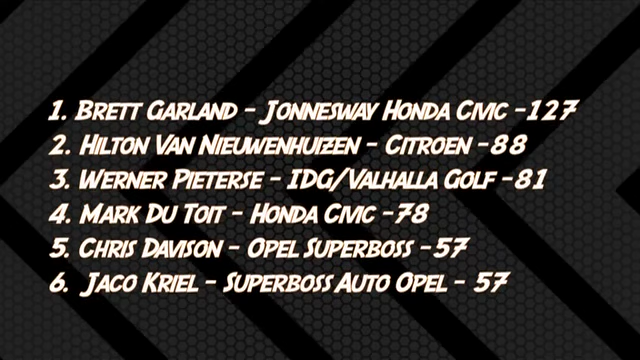 1. Brett Garland - Jonnesway Honda Civic -127
2. Hilton Van Nieuwenhuizen - Citroen -88
3. Werner Pieterse - IDG/Valhalla Golf -81
4. Mark Du Toit - Honda Civic -78
5. Chris Davison - Opel Superboss -57
6. Jaco Kriel - Superboss Auto Opel - 57